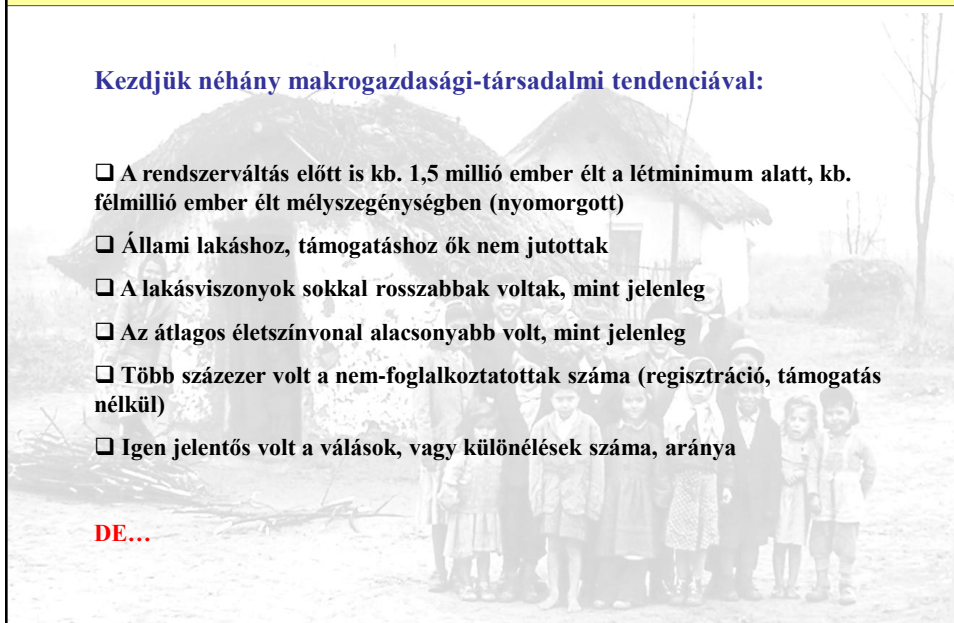 Kezdjük néhány makrogazdasági-társadalmi tendenciával:
❑ A rendszerváltás előtt is kb. 1,5 millió ember élt a létminimum alatt, kb.
félmillió ember élt mélyszegénységben (nyomorgott)
❑ Állami lakáshoz, támogatáshoz ők nem jutottak
❑ A lakásviszonyok sokkal rosszabbak voltak, mint jelenleg
❑ Az átlagos életszínvonal alacsonyabb volt, mint jelenleg
❑ Több százezer volt a nem-foglalkoztatottak száma (regisztráció, támogatás
nélkül)
❑ Igen jelentős volt a válások, vagy különélések száma, aránya
DE…